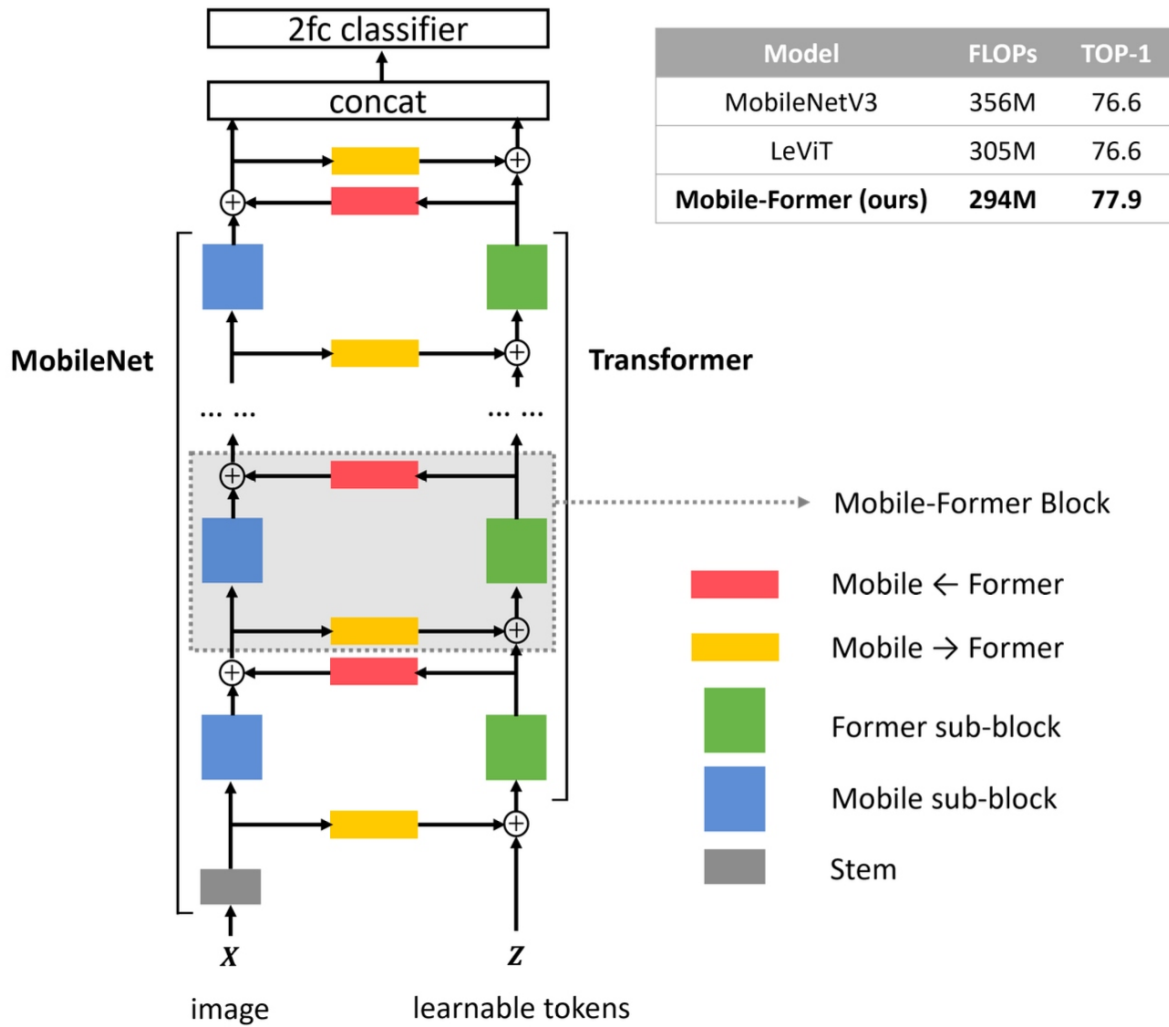 2fc classifier
concat
Model FLOPs TOP-1
MobileNetV3 356M 76.6
LeViT 305M 76.6
Mobile-Former (ours) 294M 77.9
MobileNet
Transformer
... ...
... ...
Mobile-Former Block
Mobile ← Former
Mobile → Former
Former sub-block
Mobile sub-block
Stem
X
Z
image
learnable tokens